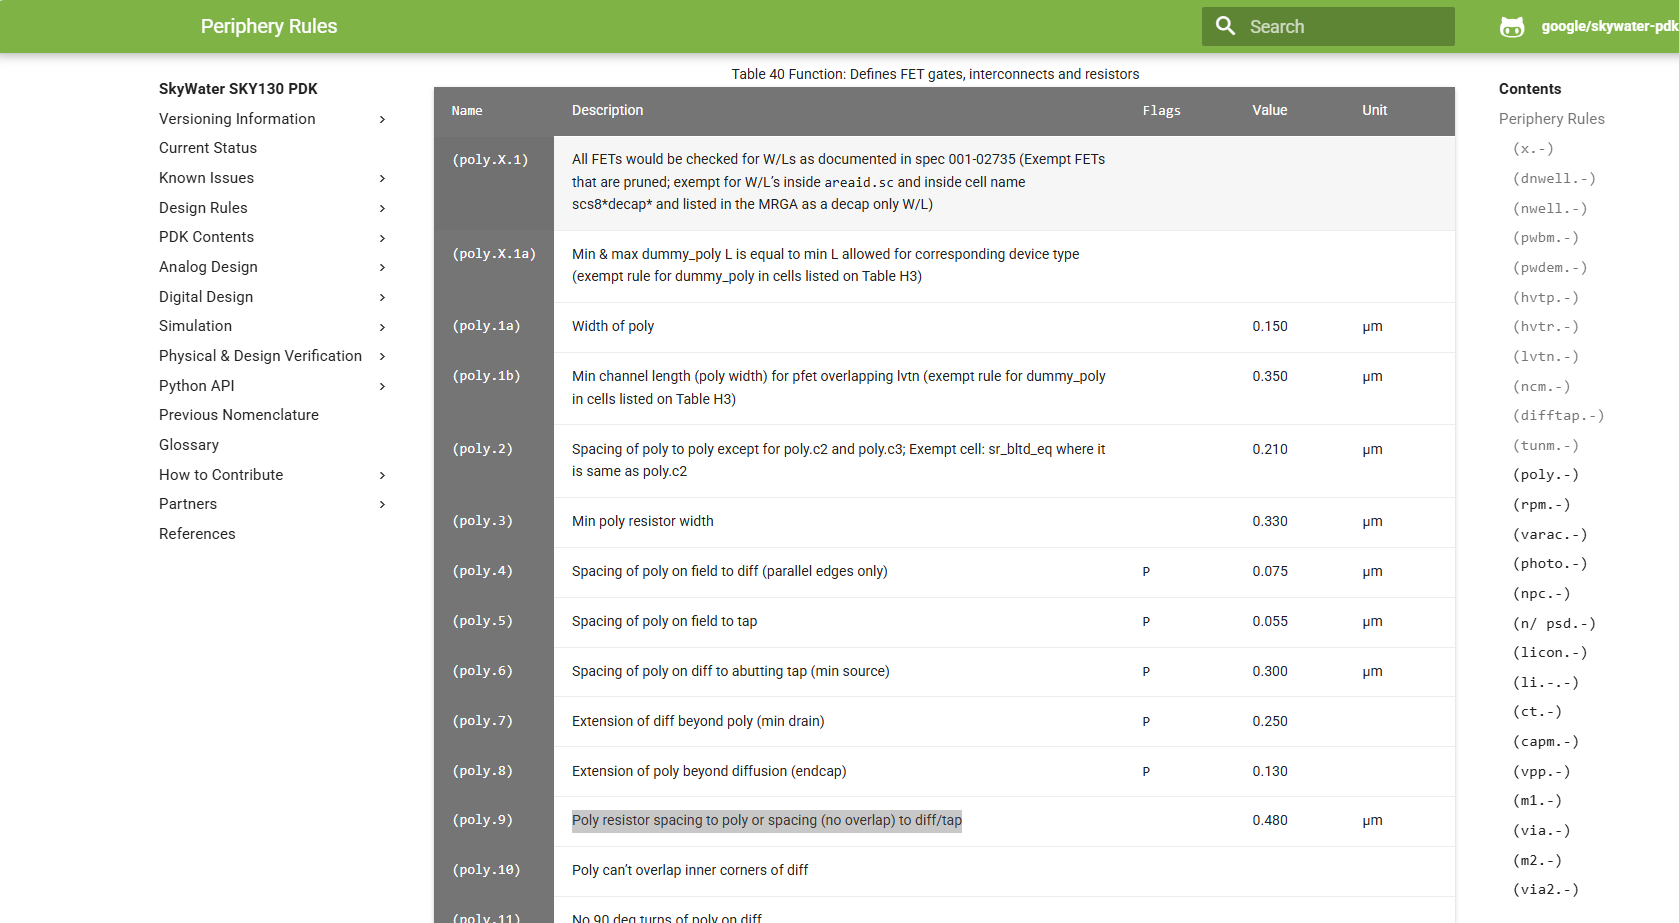 Periphery Rules
Search
google/skywater-pdk
SkyWater SKY130 PDK
Versioning Information
Current Status
Known Issues
Design Rules
PDK Contents
Analog Design
Digital Design
Simulation
Physical & Design Verification
Python API
Previous Nomenclature
Glossary
How to Contribute
Partners
References
Table 40 Function: Defines FET gates, interconnects and resistors
Name Description Flags Value Unit
(poly.X.1) All FETs would be checked for W/Ls as documented in spec 001-02735 (Exempt FETs
that are pruned; exempt for W/L’s inside areaid.sc and inside cell name
scs8*decap* and listed in the MRGA as a decap only W/L)
(poly.X.1a) Min & max dummy_poly L is equal to min L allowed for corresponding device type
(exempt rule for dummy_poly in cells listed on Table H3)
(poly.1a) Width of poly 0.150 µm
(poly.1b) Min channel length (poly width) for pfet overlapping lvtn (exempt rule for dummy_poly 0.350 µm
in cells listed on Table H3)
(poly.2) Spacing of poly to poly except for poly.c2 and poly.c3; Exempt cell: sr_bltd_eq where it 0.210 µm
is same as poly.c2
(poly.3) Min poly resistor width 0.330 µm
(poly.4) Spacing of poly on field to diff (parallel edges only) P 0.075 µm
(poly.5) Spacing of poly on field to tap P 0.055 µm
(poly.6) Spacing of poly on diff to abutting tap (min source) P 0.300 µm
(poly.7) Extension of diff beyond poly (min drain) P 0.250
(poly.8) Extension of poly beyond diffusion (endcap) P 0.130
(poly.9) Poly resistor spacing to poly or spacing (no overlap) to diff/tap 0.480 µm
(poly.10) Poly can’t overlap inner corners of diff
(poly.11) No 90 deg turns of poly on diff
Contents
Periphery Rules
(x.-)
(dnwell.-)
(nwell.-)
(pwbm.-)
(pwdem.-)
(hvtp.-)
(hvtr.-)
(lvtn.-)
(ncm.-)
(difftap.-)
(tunm.-)
(poly.-)
(rpm.-)
(varac.-)
(photo.-)
(npc.-)
(n/ psd.-)
(licon.-)
(li.-.-)
(ct.-)
(capm.-)
(vpp.-)
(m1.-)
(via.-)
(m2.-)
(via2.-)